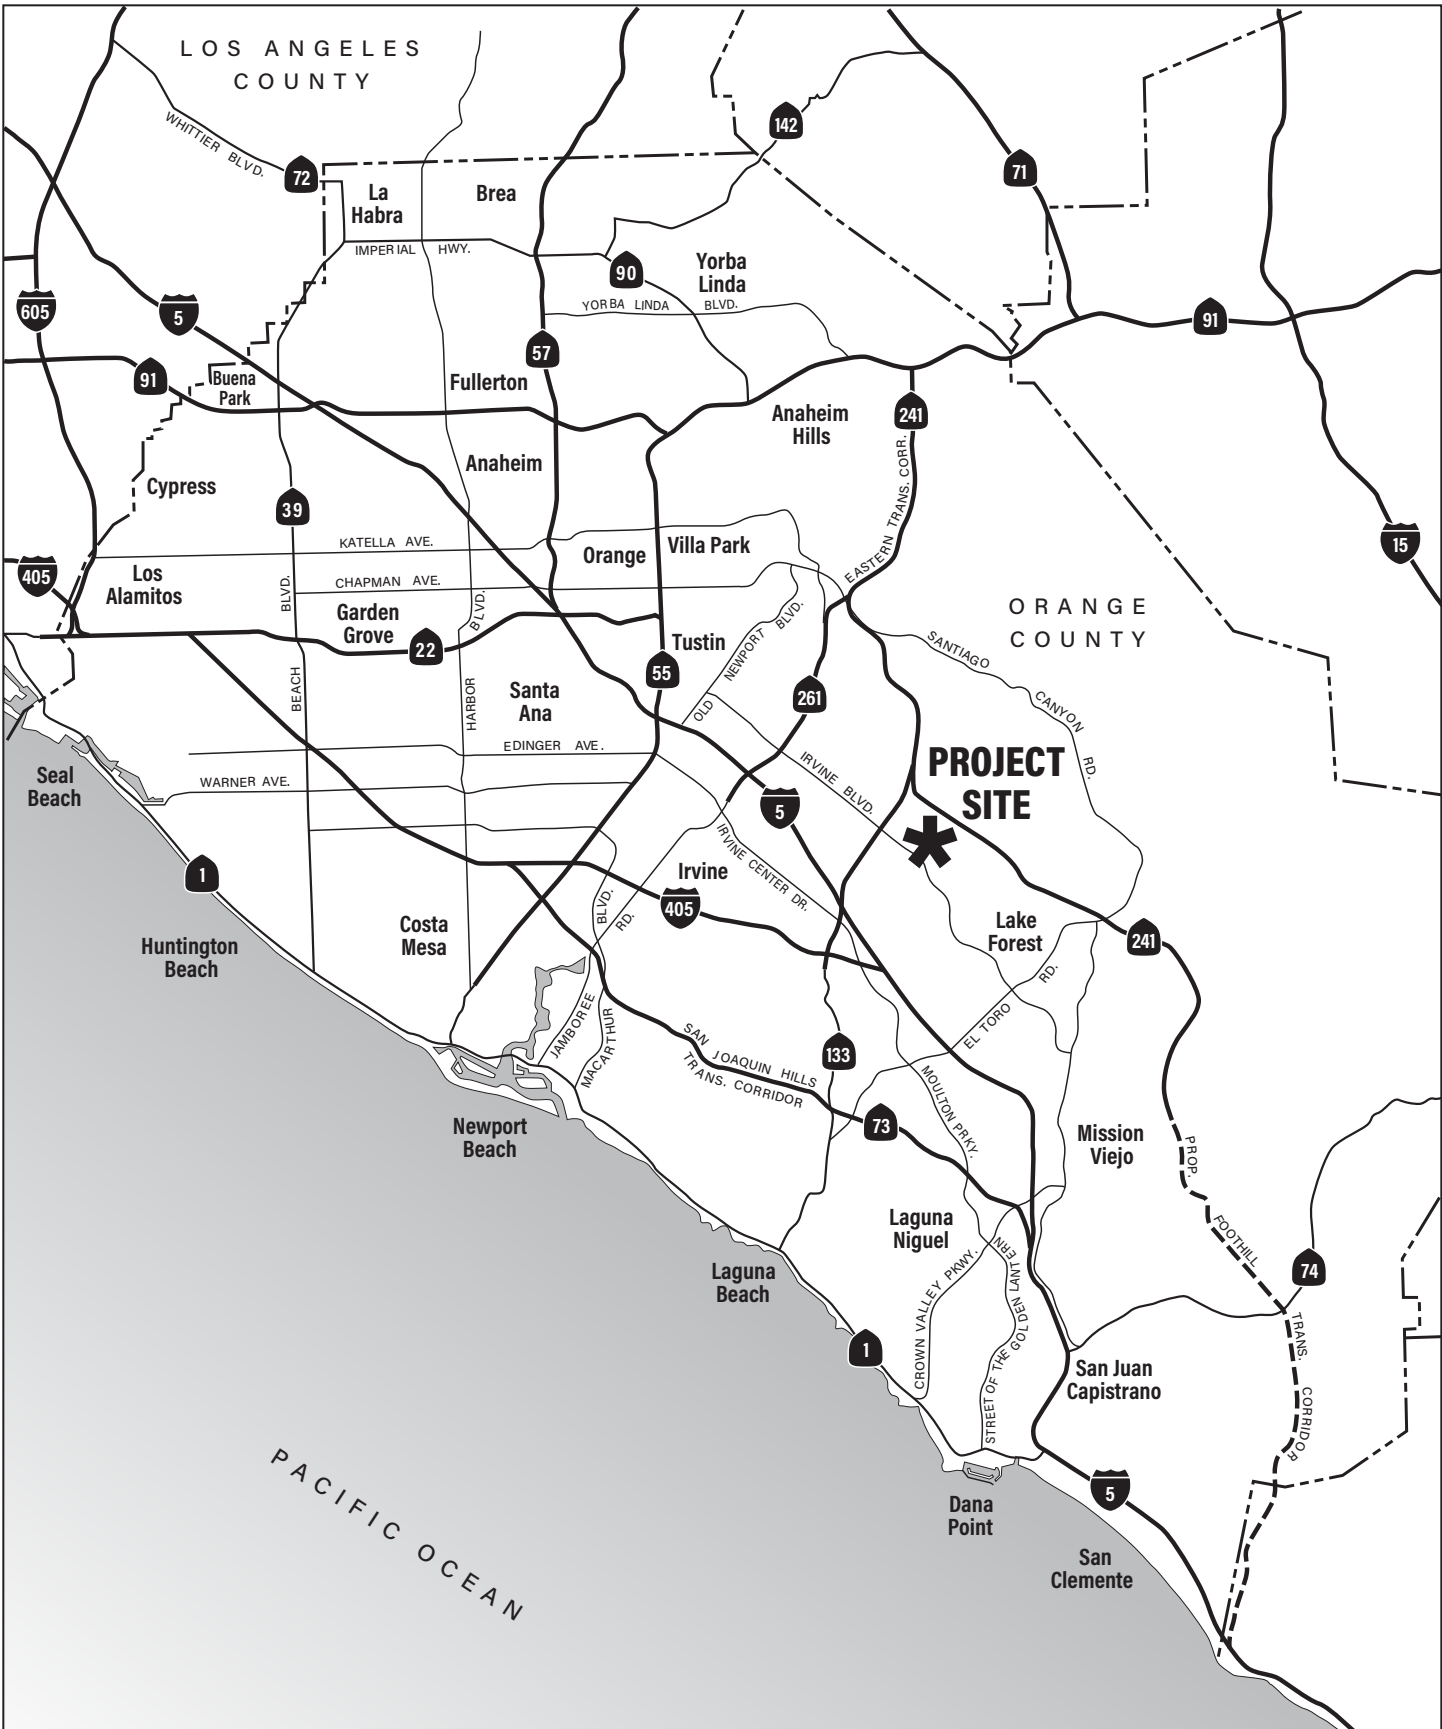 LOS ANGELES
COUNTY
WHITTIER BLVD.
142
72
71
La
Habra
Brea
IMPERIAL HWY.
90
Yorba
Linda
YORBA LINDA BLVD.
605
5
91
57
91
Buena
Park
Fullerton
Anaheim
Hills
241
EASTERN TRANS. CORR.
Anaheim
Cypress
39
KATELLA AVE.
Orange
Villa Park
15
405
Los
Alamitos
BLVD.
CHAPMAN AVE.
BLVD.
Garden
Grove
22
ORANGE
COUNTY
Tustin
OLD NEWPORT BLVD.
SANTIAGO CANYON RD.
55
261
BEACH
HARBOR
Santa
Ana
EDINGER AVE.
WARNER AVE.
IRVINE BLVD.
PROJECT
SITE
Seal
Beach
5
1
Irvine
IRVINE CENTER DR.
405
BLVD.
RD.
Costa
Mesa
Lake
Forest
241
Huntington
Beach
EL TORO RD.
JAMBOREE
MACARTHUR
SAN JOAQUIN HILLS
TRANS. CORRIDOR
133
MOULTON PRKY.
73
Newport
Beach
Mission
Viejo
PROP. FOOTHILL TRANS. CORRIDOR
Laguna
Niguel
74
Laguna
Beach
CROWN VALLEY PKWY.
STREET OF THE GOLDEN LANTERN
1
San Juan
Capistrano
PACIFIC OCEAN
Dana
Point
5
San
Clemente